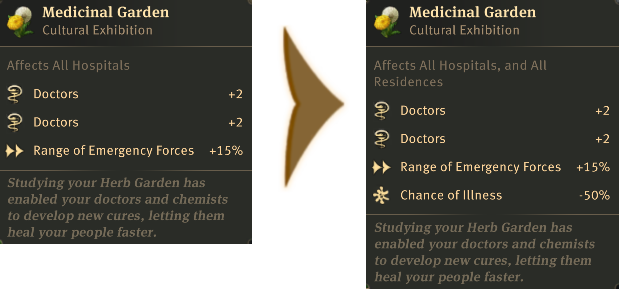 Medicinal Garden
Cultural Exhibition
Affects All Hospitals
Doctors +2
Doctors +2
Range of Emergency Forces +15%
Studying your Herb Garden has
enabled your doctors and chemists
to develop new cures, letting them
heal your people faster.
Medicinal Garden
Cultural Exhibition
Affects All Hospitals, and All
Residences
Doctors +2
Doctors +2
Range of Emergency Forces +15%
Chance of Illness -50%
Studying your Herb Garden has
enabled your doctors and chemists
to develop new cures, letting them
heal your people faster.